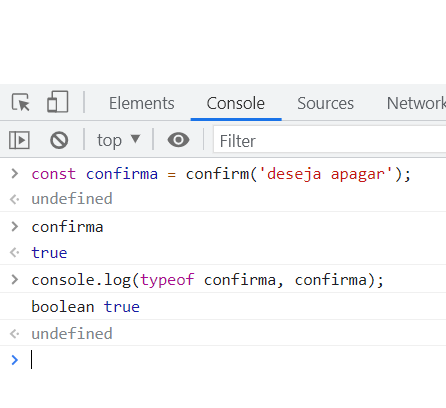 Elements Console Sources Network
top ▼ Filter
> const confirma = confirm('deseja apagar');
<· undefined
> confirma
<· true
> console.log(typeof confirma, confirma);
boolean true
<· undefined
>